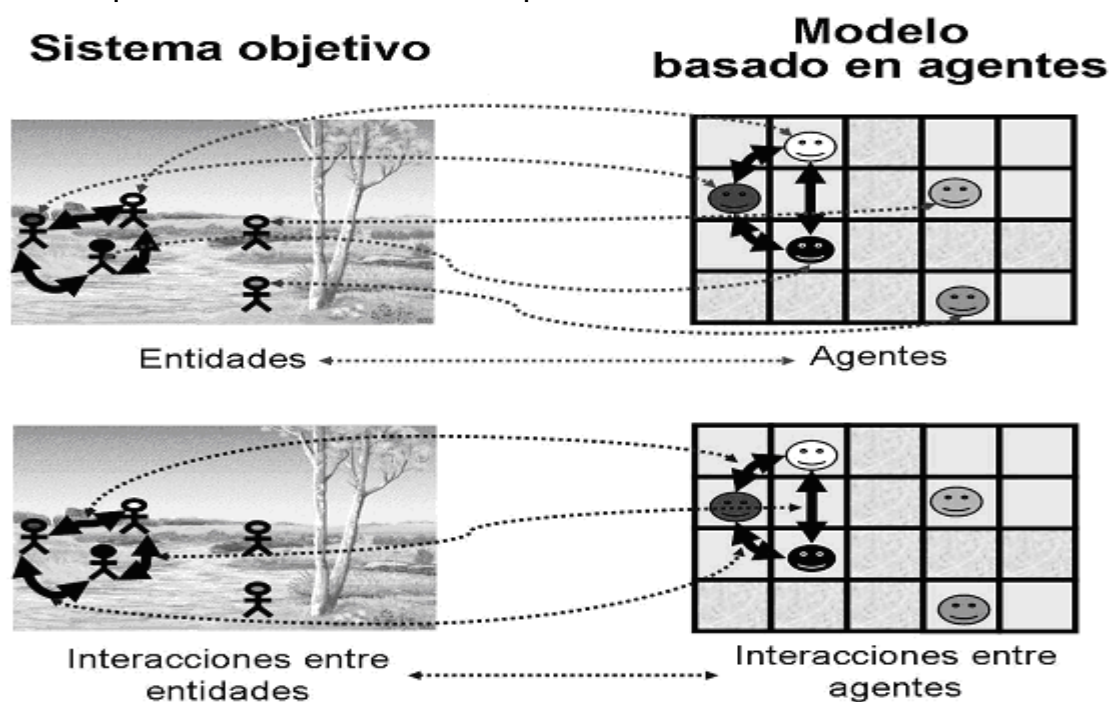 Sistema objetivo
Modelo
basado en agentes
Entidades
Agentes
Interacciones entre
entidades
Interacciones entre
agentes